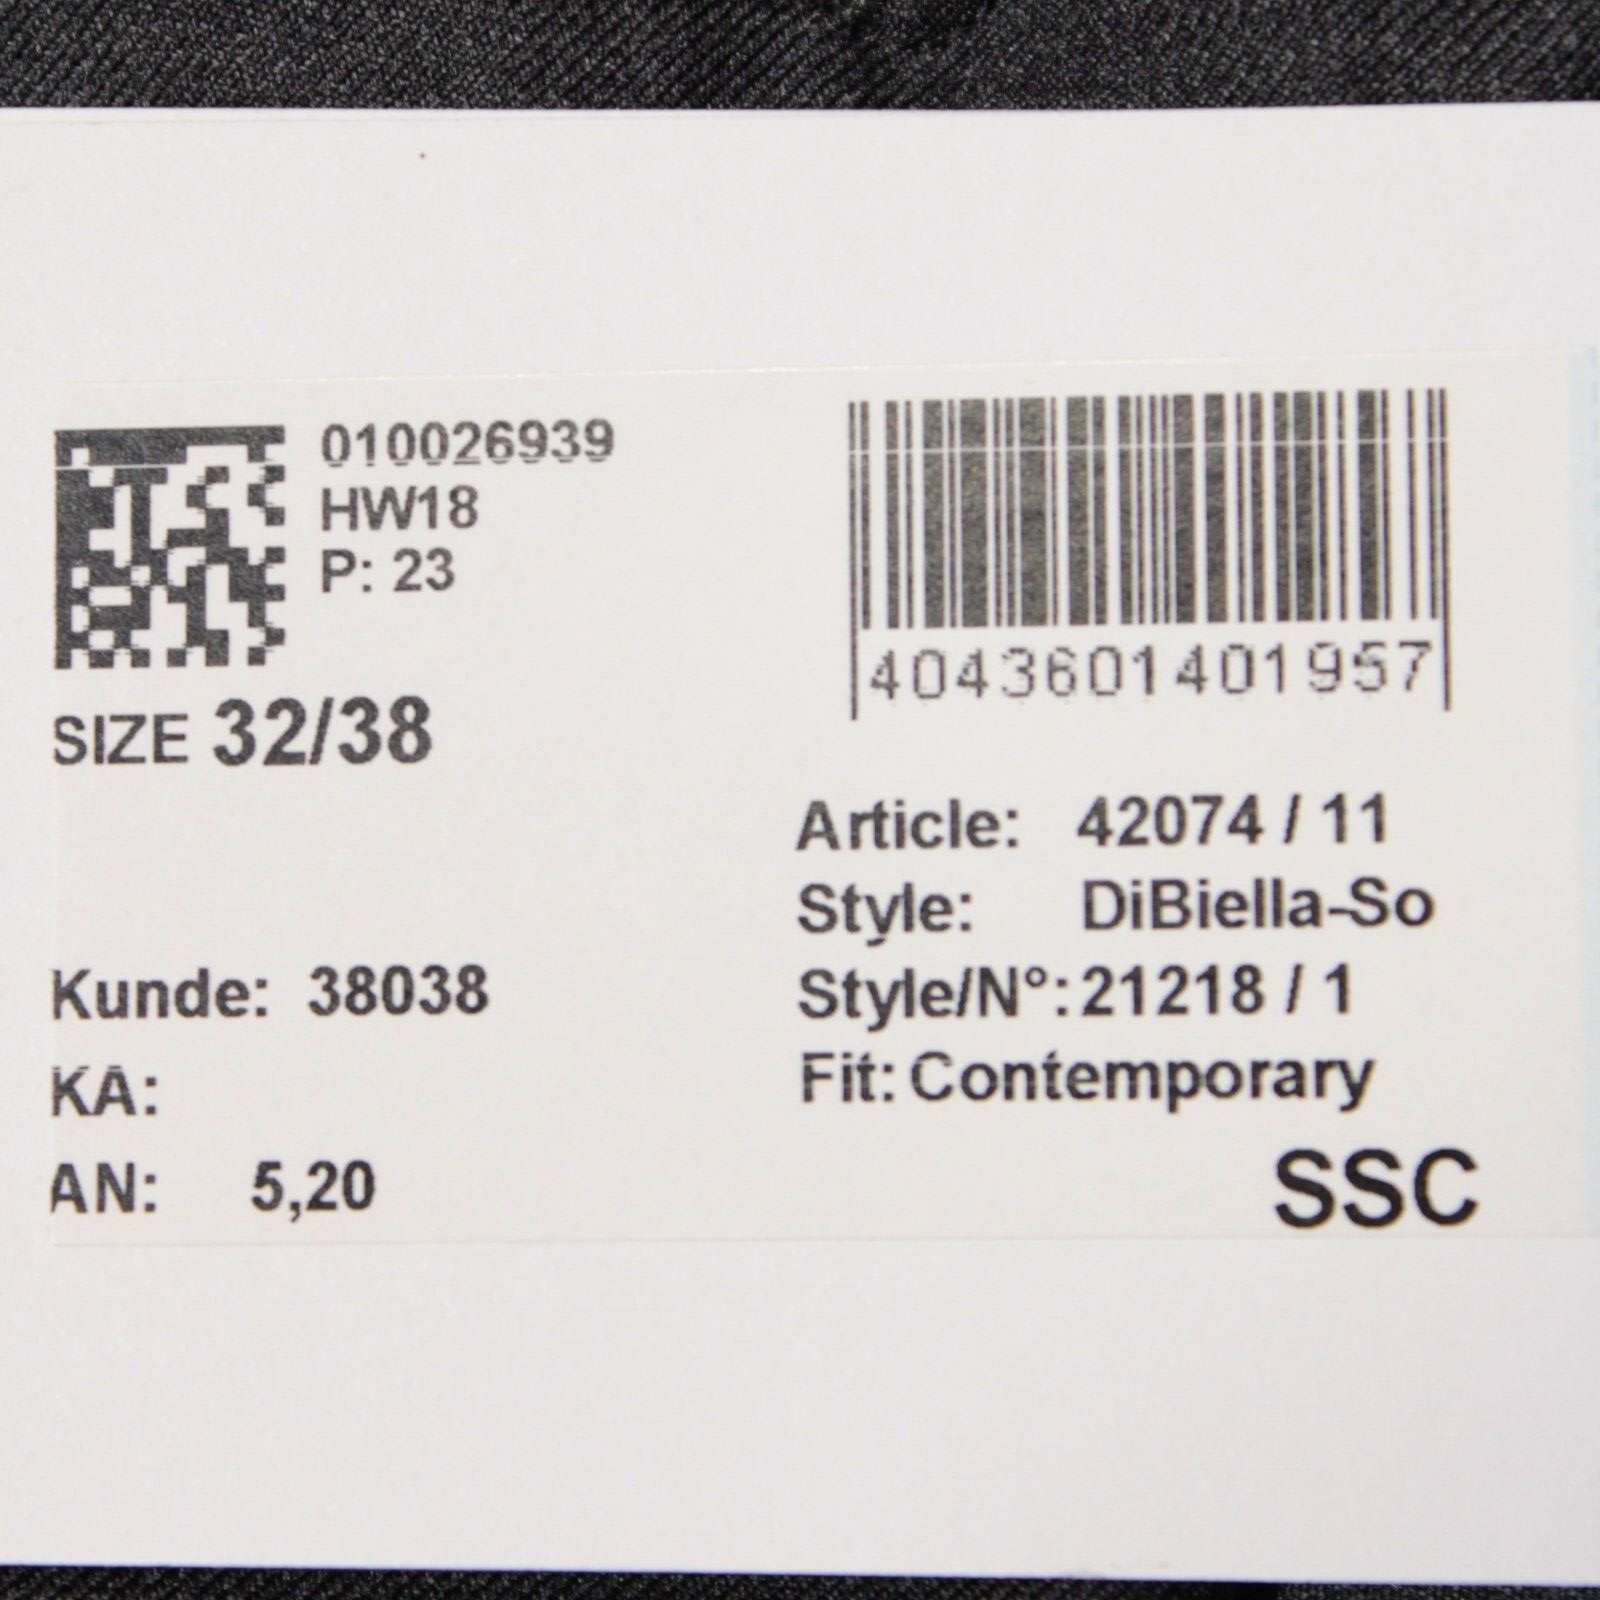 010026939
HW18
P: 23
SIZE 32/38
Kunde: 38038
KA:
AN: 5,20
4043601401957
Article: 42074 / 11
Style: DiBiella-So
Style/N°: 21218 / 1
Fit: Contemporary
SSC